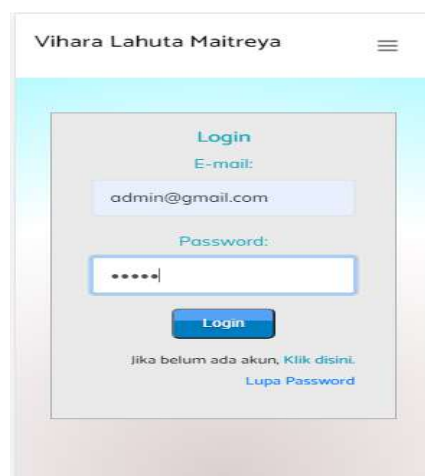 Vihara Lahuta Maitreya
Login
E-mail:
admin@gmail.com
Password:
•••••
Login
Jika belum ada akun, Klik disini.
Lupa Password